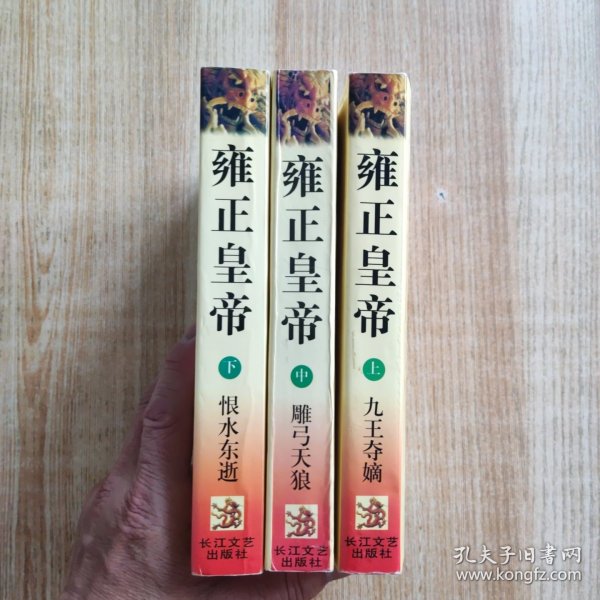 雍正皇帝
下
恨水东逝
长江文艺
出版社
雍正皇帝
中
雕弓天狼
长江文艺
出版社
雍正皇帝
上
九王夺嫡
长江文艺
出版社
孔夫子旧书网
www.kongfz.com